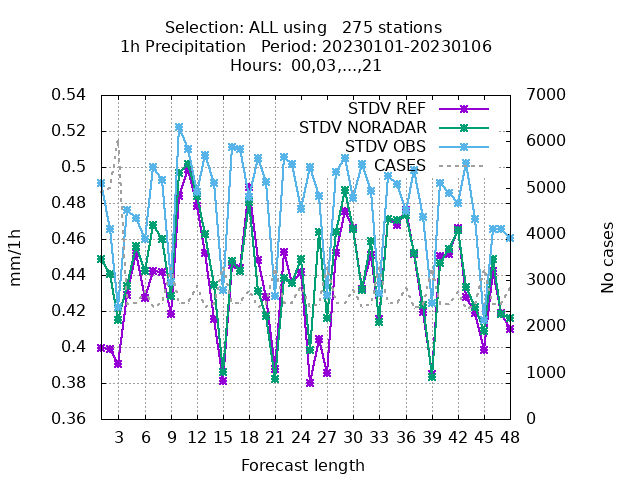 Selection: ALL using   275 stations
1h Precipitation   Period: 20230101-20230106
Hours:  00,03,...,21
0.54
0.52
0.5
0.48
0.46
0.44
0.42
0.4
0.38
0.36
mm/1h
STDV REF
STDV NORADAR
STDV OBS
CASES
7000
6000
5000
4000
3000
2000
1000
0
No cases
3 6 9 12 15 18 21 24 27 30 33 36 39 42 45 48
Forecast length